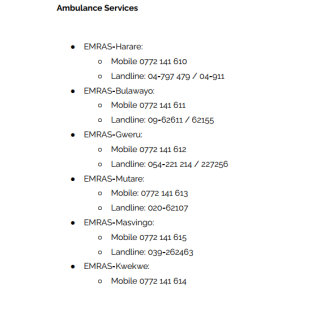 Ambulance Services
● EMRAS-Harare:
○ Mobile 0772 141 610
○ Landline: 04-797 479 / 04-911
● EMRAS-Bulawayo:
○ Mobile 0772 141 611
○ Landline: 09-62611 / 62155
● EMRAS-Gweru:
○ Mobile 0772 141 612
○ Landline: 054-221 214 / 227256
● EMRAS-Mutare:
○ Mobile: 0772 141 613
○ Landline: 020-62107
● EMRAS-Masvingo:
○ Mobile 0772 141 615
○ Landline: 039-262463
● EMRAS-Kwekwe:
○ Mobile 0772 141 614